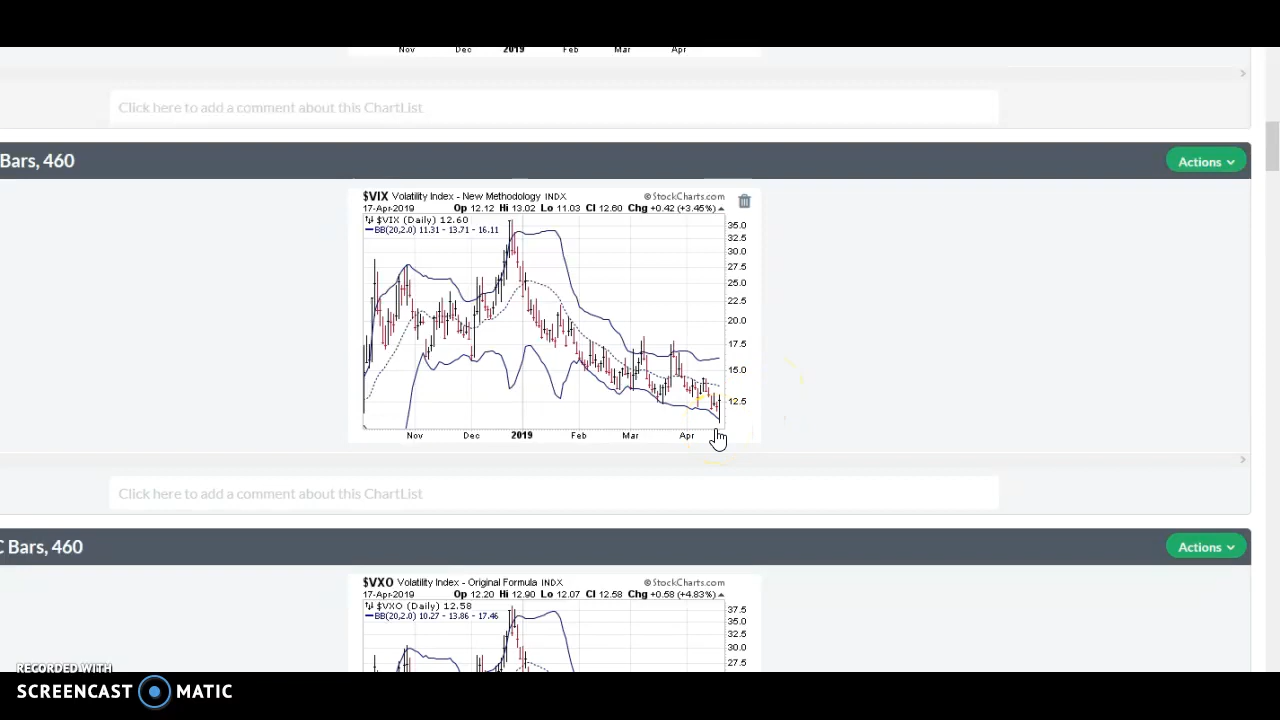 Nov Dec 2019 Feb Mar Apr
Click here to add a comment about this ChartList
Bars, 460
Actions
$VIX Volatility Index - New Methodology INDX © StockCharts.com
17-Apr-2019 Op 12.12 Hi 13.02 Lo 11.03 Cl 12.60 Chg +0.42 (+3.45%)
$VIX (Daily) 12.60
BB(20,2.0) 11.31 - 13.71 - 16.11
35.0
32.5
30.0
27.5
25.0
22.5
20.0
17.5
15.0
12.5
Nov Dec 2019 Feb Mar Apr
Click here to add a comment about this ChartList
C Bars, 460
Actions
$VXO Volatility Index - Original Formula INDX © StockCharts.com
17-Apr-2019 Op 12.20 Hi 12.90 Lo 12.07 Cl 12.58 Chg +0.58 (+4.83%)
$VXO (Daily) 12.58
BB(20,2.0) 10.27 - 13.86 - 17.46
37.5
35.0
32.5
30.0
27.5
RECORDED WITH
SCREENCAST MATIC